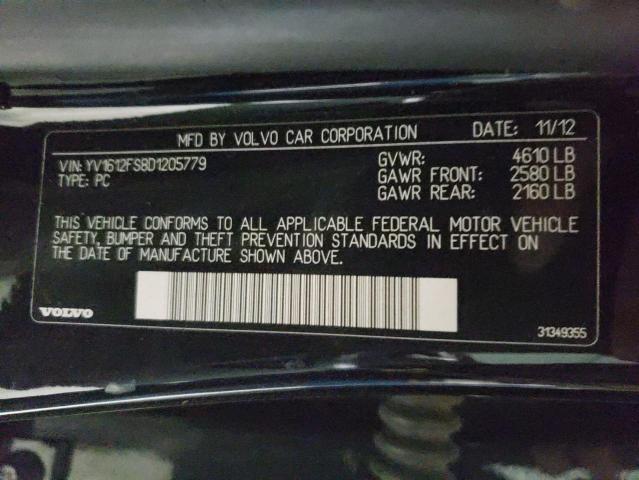 MFD BY VOLVO CAR CORPORATION DATE: 11/12
VIN: YV1612FS8D1205779 GVWR: 4610 LB
TYPE: PC GAWR FRONT: 2580 LB
GAWR REAR: 2160 LB
THIS VEHICLE CONFORMS TO ALL APPLICABLE FEDERAL MOTOR VEHICLE
SAFETY, BUMPER AND THEFT PREVENTION STANDARDS IN EFFECT ON
THE DATE OF MANUFACTURE SHOWN ABOVE.
VOLVO 31349355